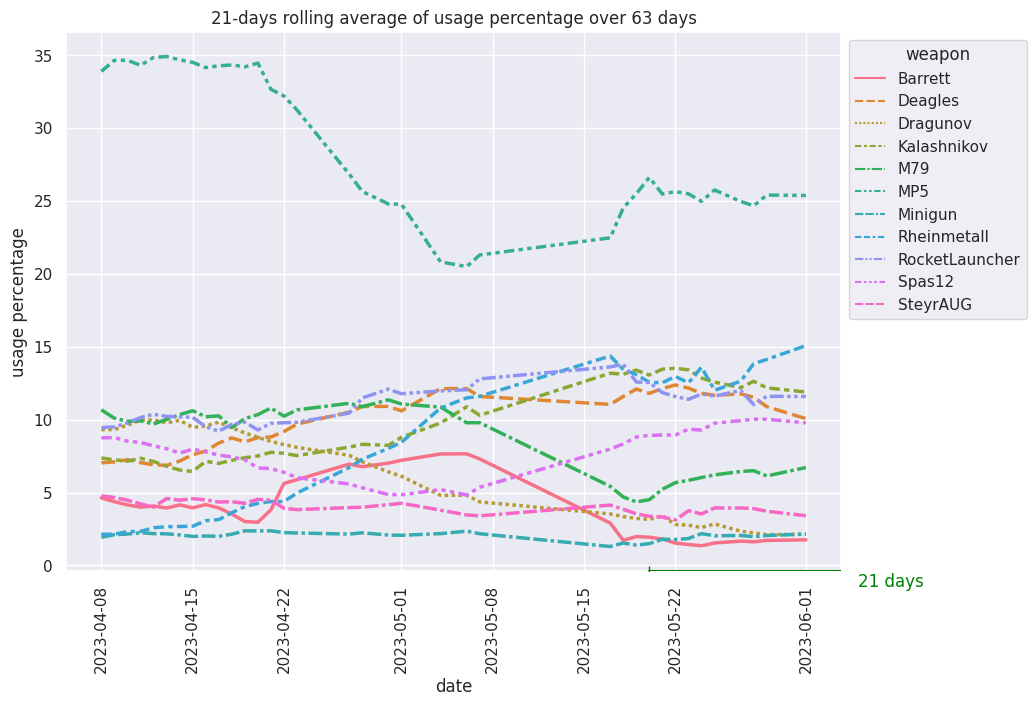 21-days rolling average of usage percentage over 63 days
usage percentage
35
30
25
20
15
10
5
0
2023-04-08
2023-04-15
2023-04-22
2023-05-01
2023-05-08
2023-05-15
2023-05-22
2023-06-01
date
21 days
weapon
Barrett
Deagles
Dragunov
Kalashnikov
M79
MP5
Minigun
Rheinmetall
RocketLauncher
Spas12
SteyrAUG